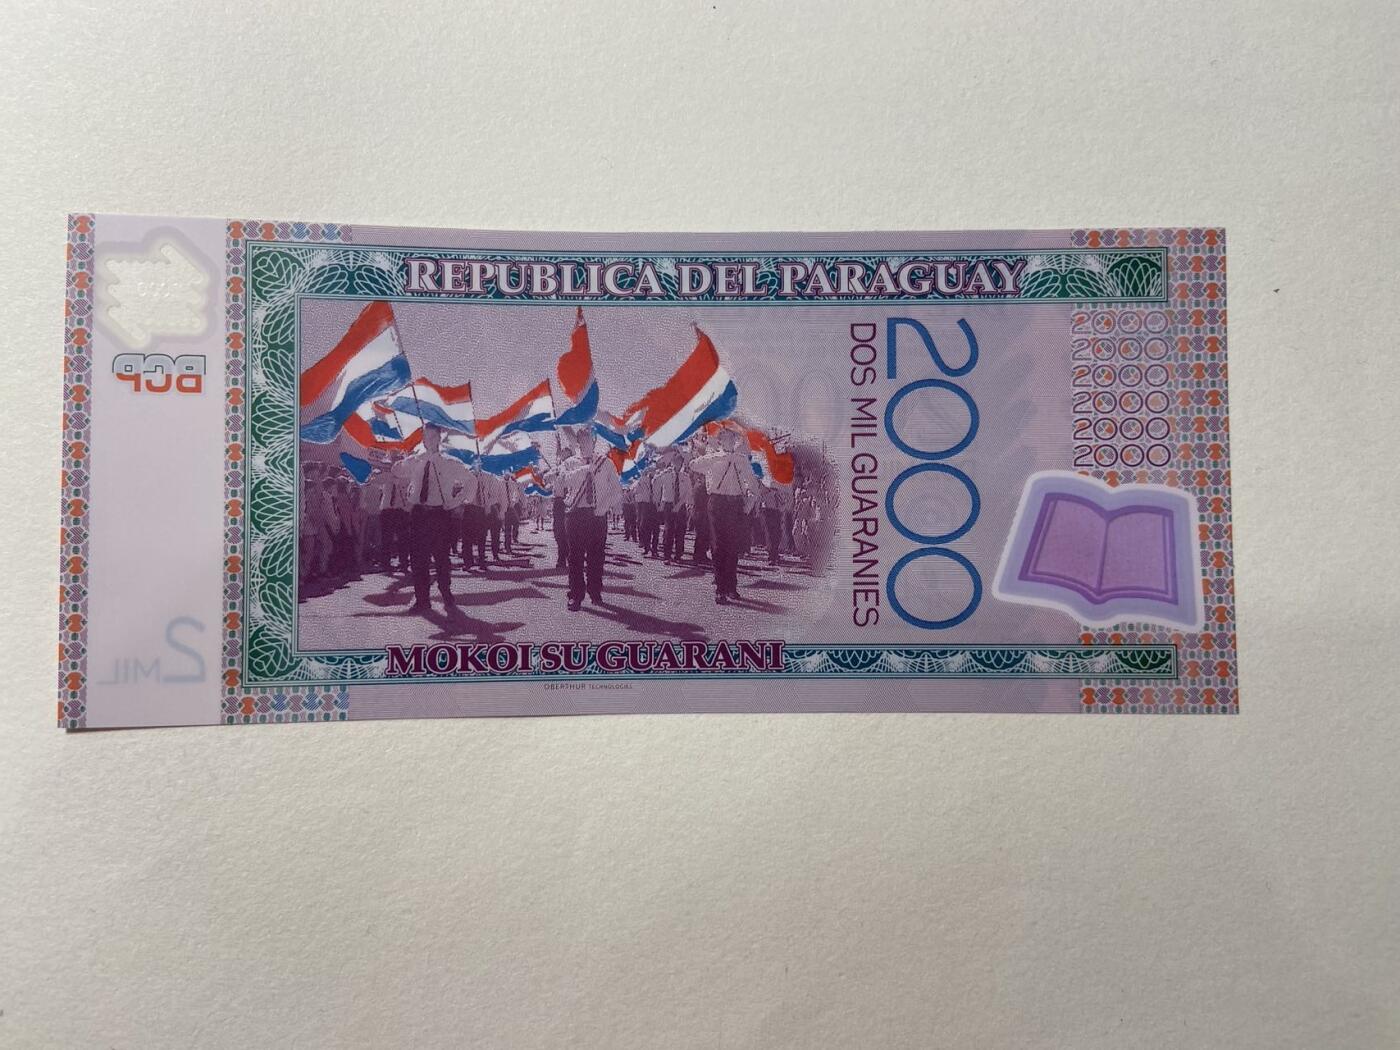 REPUBLICA DEL PARAGUAY
BCP
2000
DOS MIL GUARANIES
2000
2000
2000
2000
2000
2000
2 MIL
MOKOI SU GUARANI
OBERTHUR TECHNOLOGIES